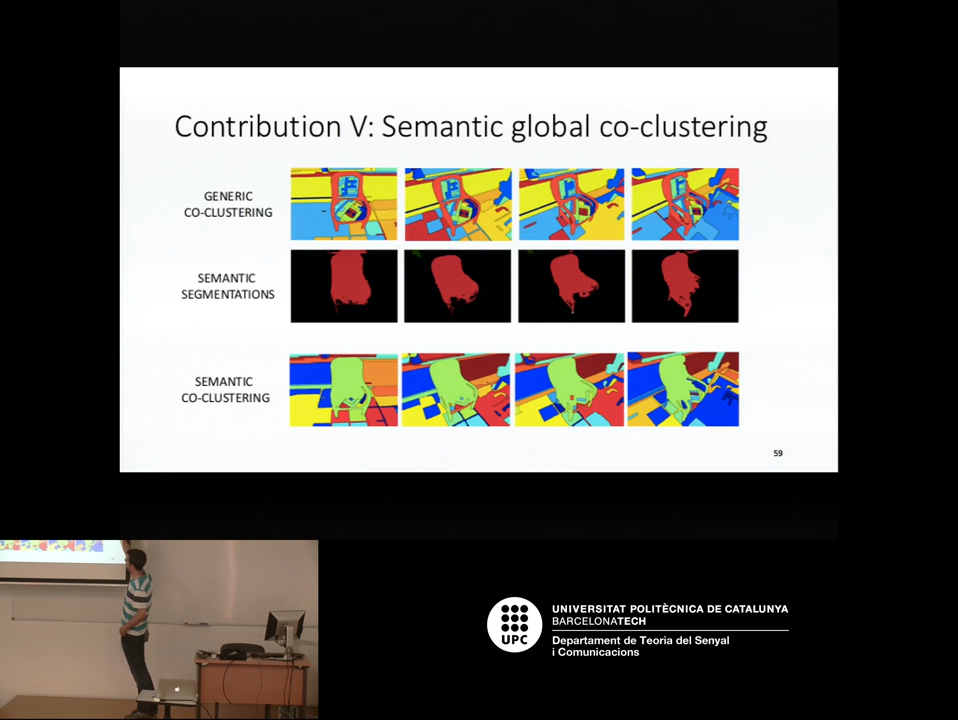 Contribution V: Semantic global co-clustering
GENERIC
CO-CLUSTERING
SEMANTIC
SEGMENTATIONS
SEMANTIC
CO-CLUSTERING
59
UPC
UNIVERSITAT POLITÈCNICA DE CATALUNYA
BARCELONATECH
Departament de Teoria del Senyal
i Comunicacions